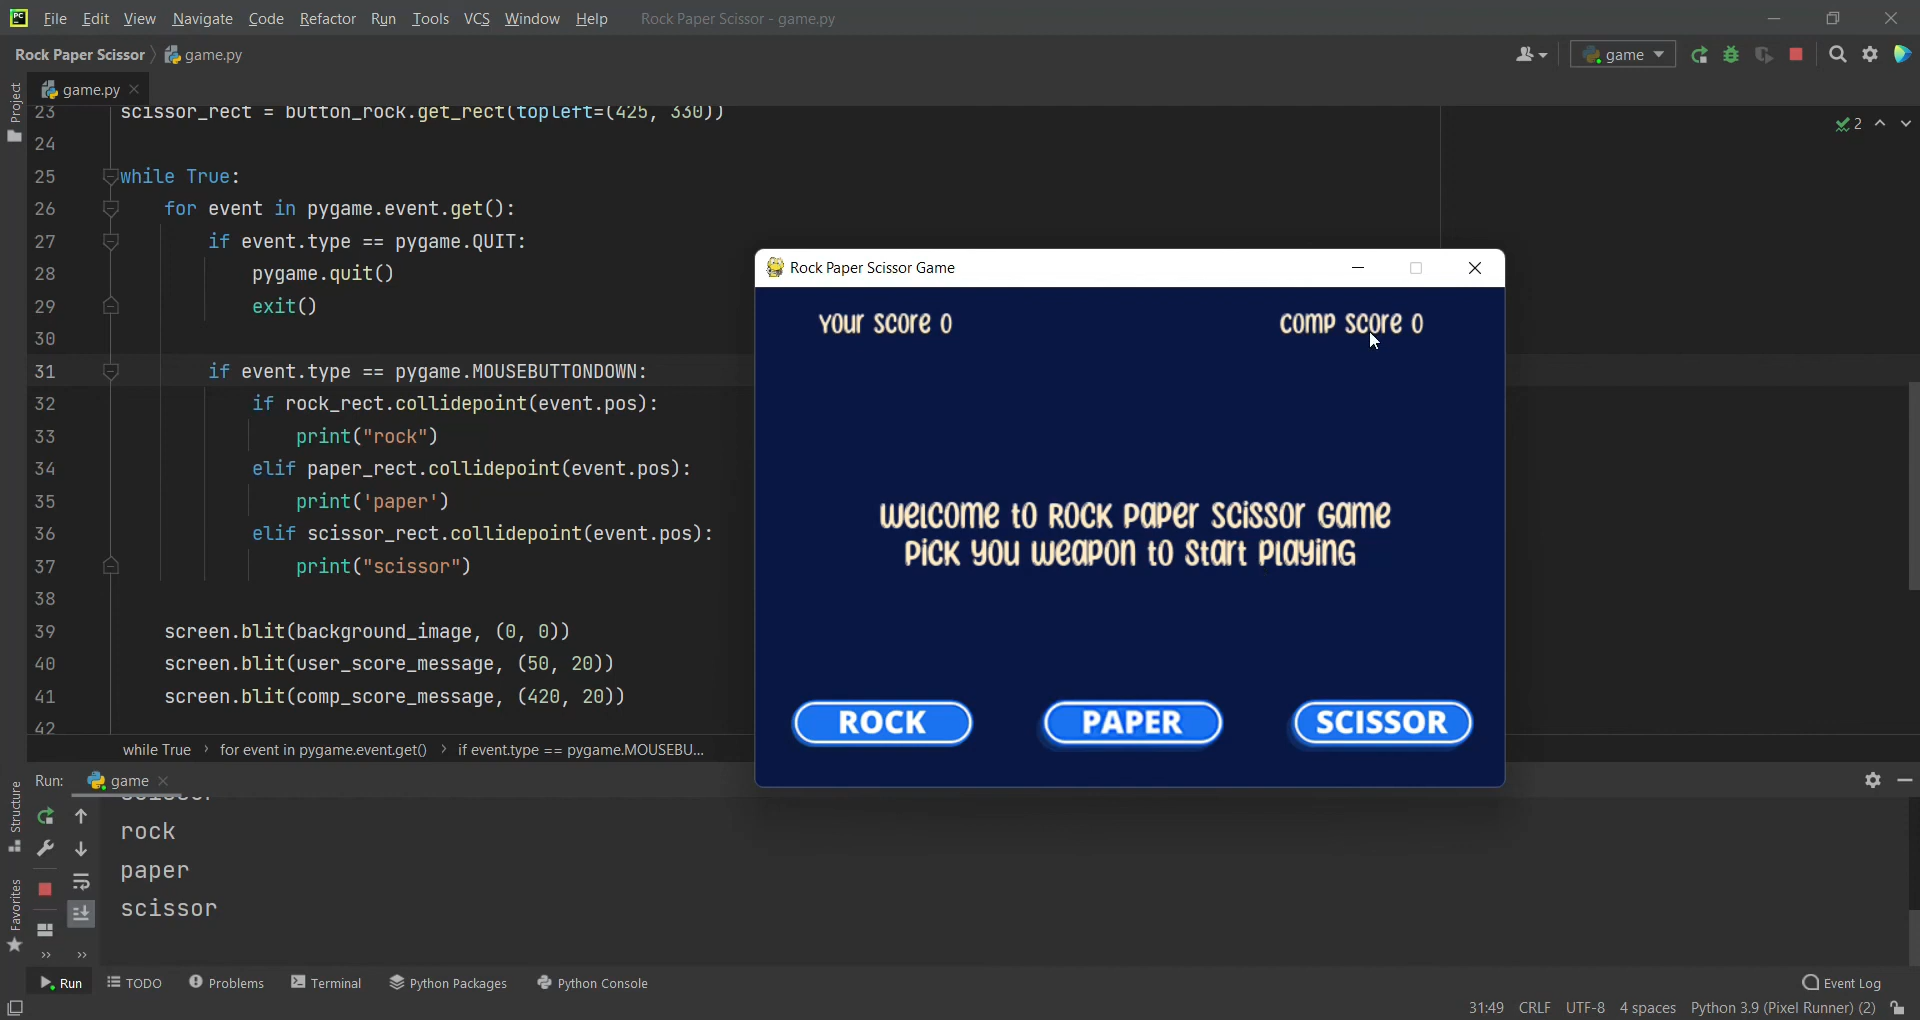 File Edit View Navigate Code Refactor Run Tools VCS Window Help Rock Paper Scissor - game.py
Rock Paper Scissor game.py game
Project
game.py
23 scissor_rect = button_rock.get_rect(topleft=(425, 330))
2
24
25 while True:
26 for event in pygame.event.get():
27 if event.type == pygame.QUIT:
28 pygame.quit()
29 exit()
30
31 if event.type == pygame.MOUSEBUTTONDOWN:
32 if rock_rect.collidepoint(event.pos):
33 print("rock")
34 elif paper_rect.collidepoint(event.pos):
35 print('paper')
36 elif scissor_rect.collidepoint(event.pos):
37 print("scissor")
38
39 screen.blit(background_image, (0, 0))
40 screen.blit(user_score_message, (50, 20))
41 screen.blit(comp_score_message, (420, 20))
42
while True for event in pygame.event.get() if event.type == pygame.MOUSEBU...
Rock Paper Scissor Game
Your Score 0
Comp Score 0
Welcome to Rock Paper Scissor Game
Pick you weapon to start playing
ROCK PAPER SCISSOR
Run: game
Structure
Favorites
rock
paper
scissor
Run TODO Problems Terminal Python Packages Python Console Event Log
31:49 CRLF UTF-8 4 spaces Python 3.9 (Pixel Runner) (2)